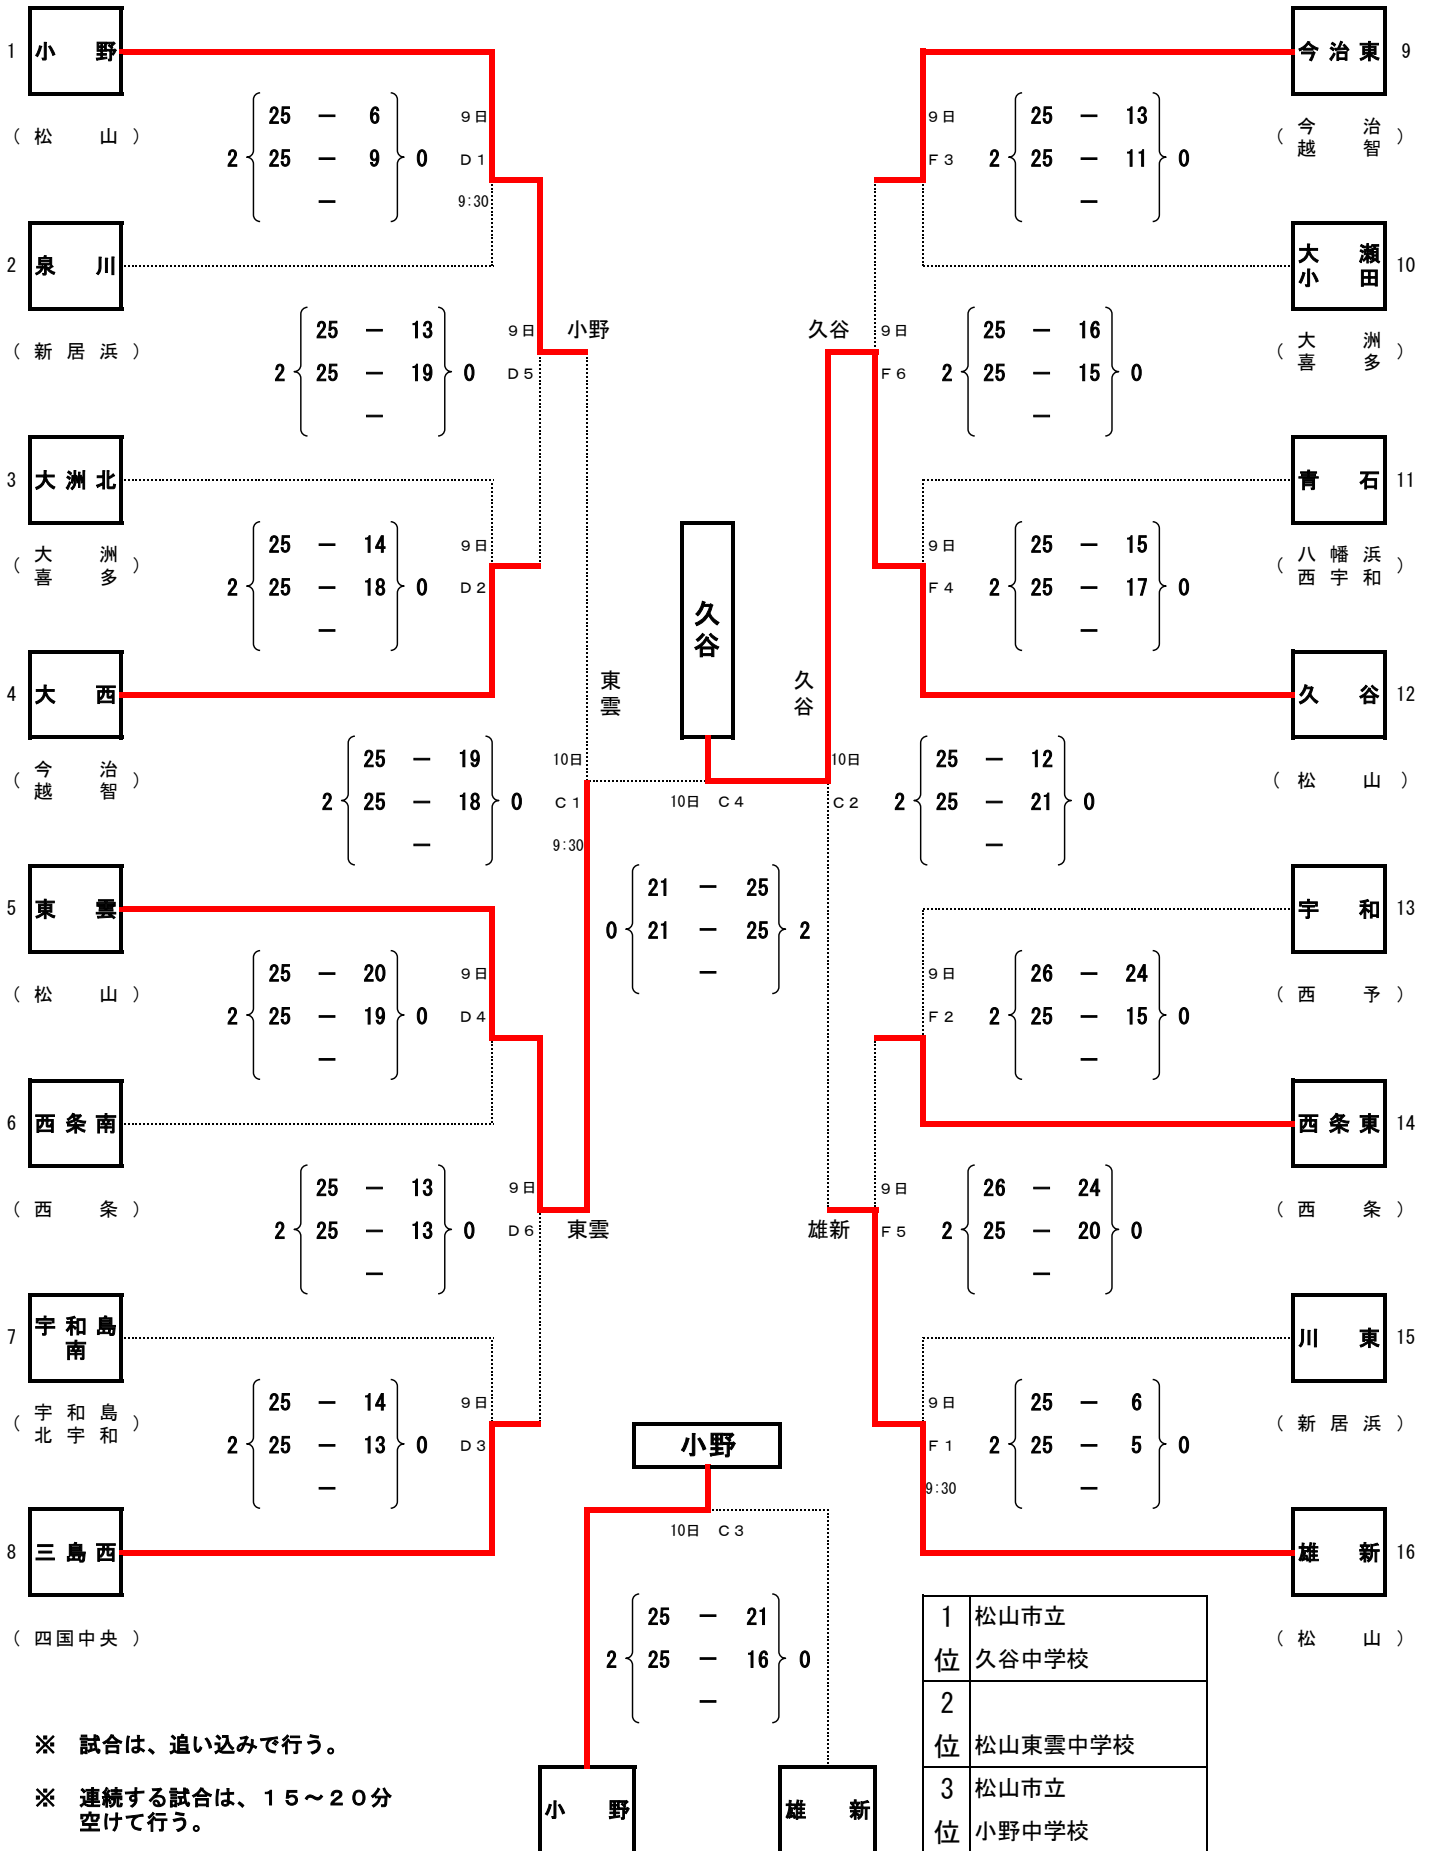 1 小野
(松山)
2 泉川
(新居浜)
3 大洲北
(大洲
喜多)
4 大西
(今治
越智)
5 東雲
(松山)
6 西条南
(西条)
7 宇和島
南
(宇和島
北宇和)
8 三島西
(四国中央)
25 － 6
2 25 － 9 0
－
9日
D1
9:30
25 － 13
2 25 － 19 0
－
9日
D5
小野
25 － 14
2 25 － 18 0
－
9日
D2
25 － 19
2 25 － 18 0
－
10日
C1
9:30
東雲
25 － 20
2 25 － 19 0
－
9日
D4
25 － 13
2 25 － 13 0
－
9日
D6
東雲
25 － 14
2 25 － 13 0
－
9日
D3
久谷
10日 C4
21 － 25
0 21 － 25 2
－
小野
10日 C3
25 － 21
2 25 － 16 0
－
小野
雄新
今治東 9
(今治
越智)
大瀬
小田 10
(大洲
喜多)
青石 11
(八幡浜
西宇和)
久谷 12
(松山)
宇和 13
(西予)
西条東 14
(西条)
川東 15
(新居浜)
雄新 16
(松山)
9日
F3
25 － 13
2 25 － 11 0
－
久谷
9日
F6
25 － 16
2 25 － 15 0
－
9日
F4
25 － 15
2 25 － 17 0
－
久谷
10日
C2
25 － 12
2 25 － 21 0
－
9日
F2
26 － 24
2 25 － 15 0
－
雄新
9日
F5
26 － 24
2 25 － 20 0
－
9日
F1
9:30
25 － 6
2 25 － 5 0
－
※ 試合は、追い込みで行う。
※ 連続する試合は、１５～２０分
空けて行う。
1 松山市立
位 久谷中学校
2
位 松山東雲中学校
3 松山市立
位 小野中学校